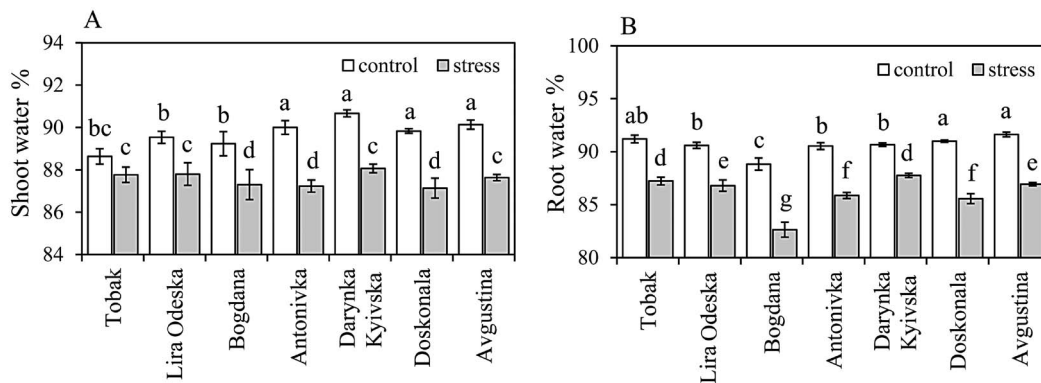 A
Shoot water %
94
92
90
88
86
84
control
stress
bc
c
b
c
b
d
a
d
a
c
a
d
a
c
Tobak
Lira Odeska
Bogdana
Antonivka
Darynka
Kyivska
Doskonala
Avgustina
B
Root water %
100
95
90
85
80
control
stress
ab
d
b
e
c
g
b
f
b
d
a
f
a
e
Tobak
Lira Odeska
Bogdana
Antonivka
Darynka
Kyivska
Doskonala
Avgustina